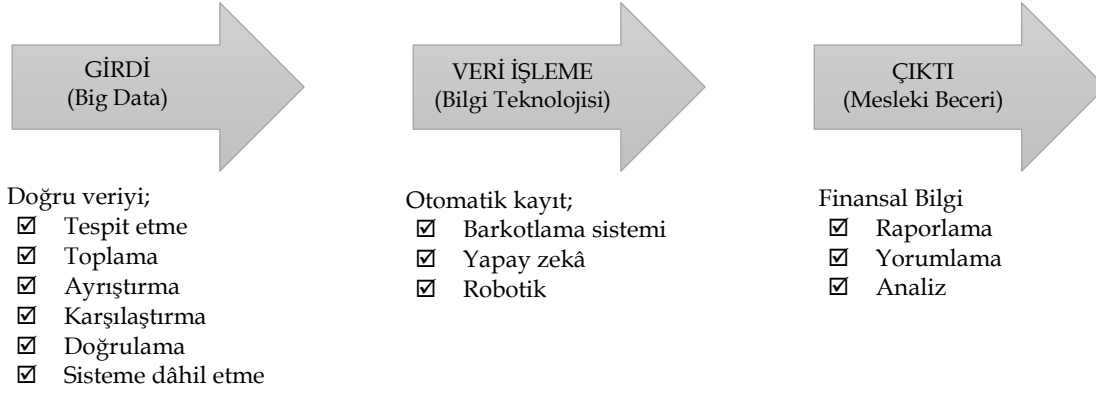 GİRDİ
(Big Data)
Doğru veriyi;
☑ Tespit etme
☑ Toplama
☑ Ayrıştırma
☑ Karşılaştırma
☑ Doğrulama
☑ Sisteme dâhil etme
VERİ İŞLEME
(Bilgi Teknolojisi)
Otomatik kayıt;
☑ Barkotlama sistemi
☑ Yapay zekâ
☑ Robotik
ÇIKTI
(Mesleki Beceri)
Finansal Bilgi
☑ Raporlama
☑ Yorumlama
☑ Analiz